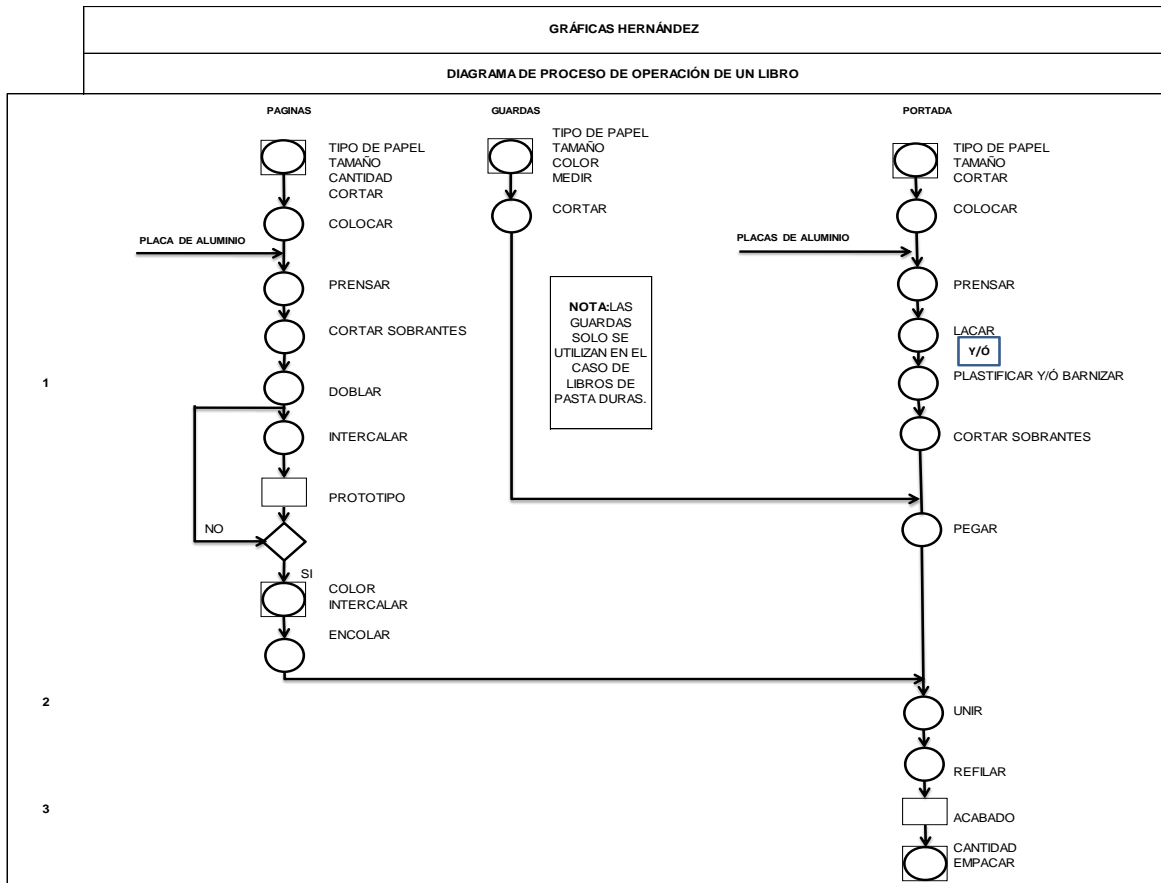 GRÁFICAS HERNÁNDEZ
DIAGRAMA DE PROCESO DE OPERACIÓN DE UN LIBRO
PAGINAS
TIPO DE PAPEL
TAMAÑO
CANTIDAD
CORTAR
COLOCAR
PLACA DE ALUMINIO
PRENSAR
CORTAR SOBRANTES
1
DOBLAR
INTERCALAR
PROTOTIPO
NO
SI
COLOR
INTERCALAR
ENCOLAR
GUARDAS
TIPO DE PAPEL
TAMAÑO
COLOR
MEDIR
CORTAR
NOTA:LAS
GUARDAS
SOLO SE
UTILIZAN EN EL
CASO DE
LIBROS DE
PASTA DURAS.
PORTADA
TIPO DE PAPEL
TAMAÑO
CORTAR
COLOCAR
PLACAS DE ALUMINIO
PRENSAR
LACAR
Y/Ó
PLASTIFICAR Y/Ó BARNIZAR
CORTAR SOBRANTES
PEGAR
2
UNIR
REFILAR
3
ACABADO
CANTIDAD
EMPACAR